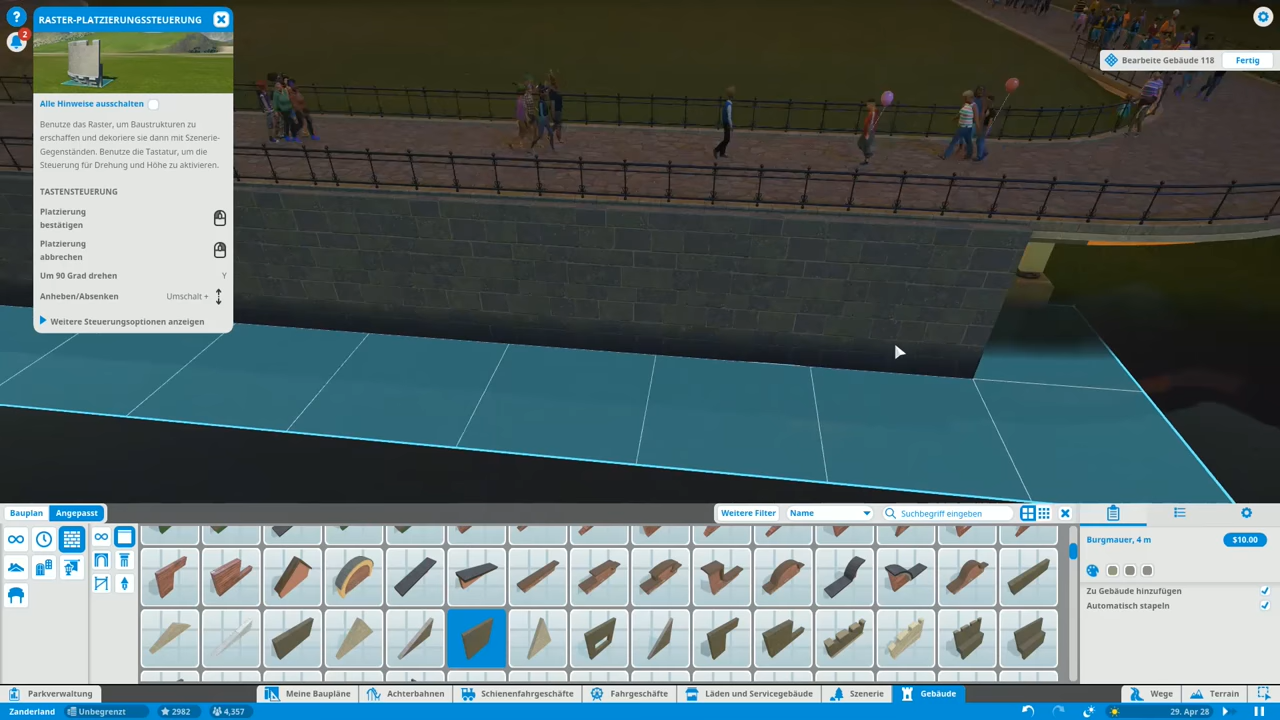 ?
RASTER-PLATZIERUNGSSTEUERUNG
2
Alle Hinweise ausschalten
Benutze das Raster, um Baustrukturen zu
erschaffen und dekoriere sie dann mit Szenerie-
Gegenständen. Benutze die Tastatur, um die
Steuerung für Drehung und Höhe zu aktivieren.
TASTENSTEUERUNG
Platzierung
bestätigen
Platzierung
abbrechen
Um 90 Grad drehen Y
Anheben/Absenken Umschalt +
Weitere Steuerungsoptionen anzeigen
Bearbeite Gebäude 118 Fertig
Bauplan Angepasst
Weitere Filter Name Suchbegriff eingeben
Burgmauer, 4 m $10.00
Zu Gebäude hinzufügen
Automatisch stapeln
Parkverwaltung Meine Baupläne Achterbahnen Schienenfahrgeschäfte Fahrgeschäfte Läden und Servicegebäude Szenerie Gebäude Wege Terrain
Zanderland Unbegrenzt 2982 4,357 29. Apr 28